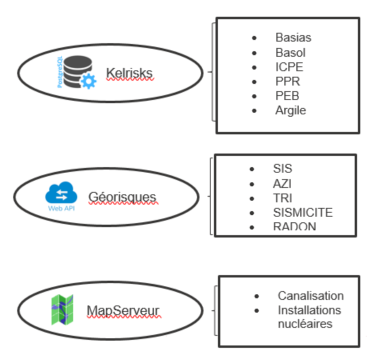 PostgreSQL
Kelrisks
• Basias
• Basol
• ICPE
• PPR
• PEB
• Argile
Web API
Géorisques
• SIS
• AZI
• TRI
• SISMICITE
• RADON
MapServeur
• Canalisation
• Installations
nucléaires